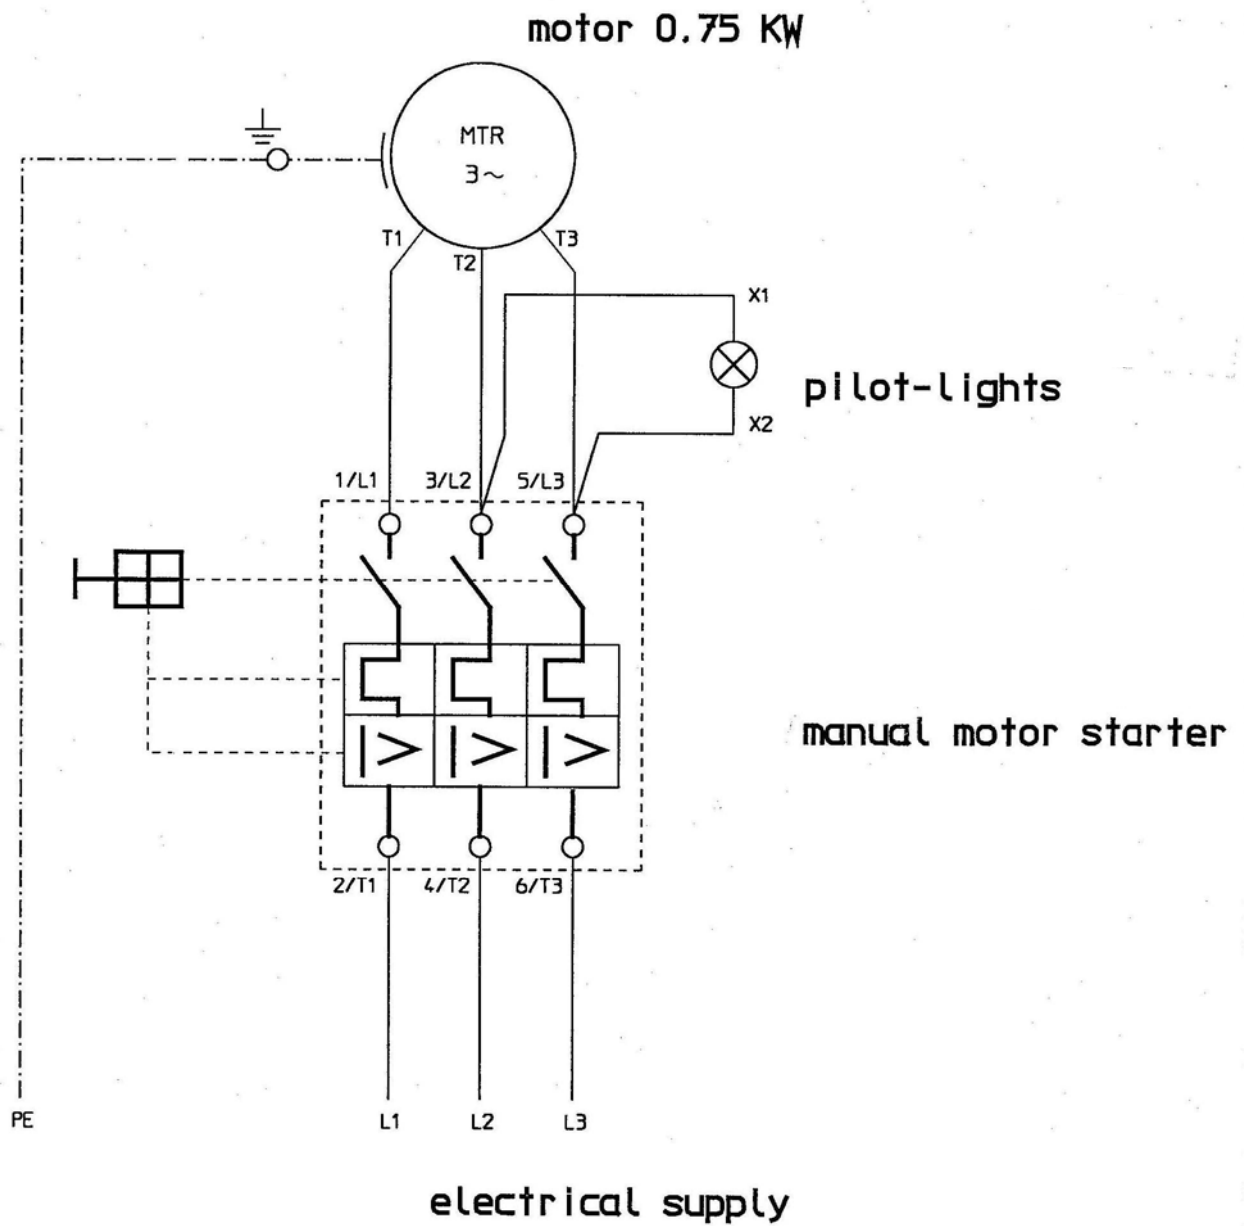 motor 0.75 KW
MTR
3~
T1
T2
T3
X1
pilot-lights
X2
1/L1 3/L2 5/L3
manual motor starter
2/T1 4/T2 6/T3
PE
L1 L2 L3
electrical supply